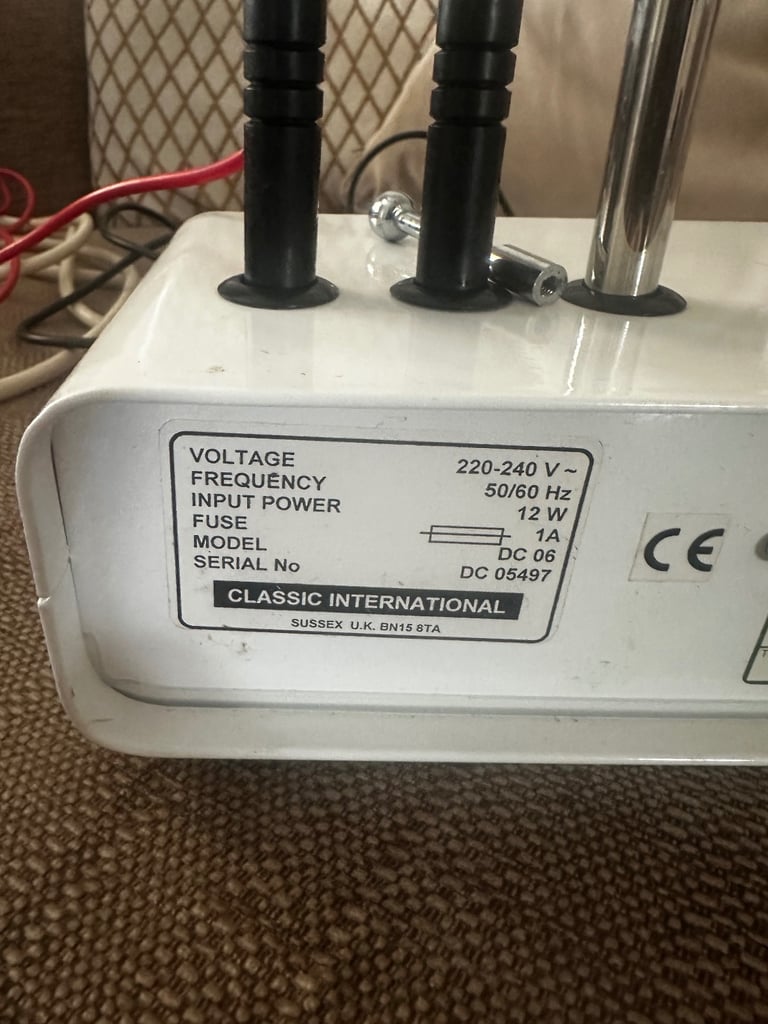 VOLTAGE 220-240 V ~
FREQUENCY 50/60 Hz
INPUT POWER 12 W
FUSE 1A
MODEL DC 06
SERIAL No DC 05497
CLASSIC INTERNATIONAL
SUSSEX U.K. BN15 8TA
CE